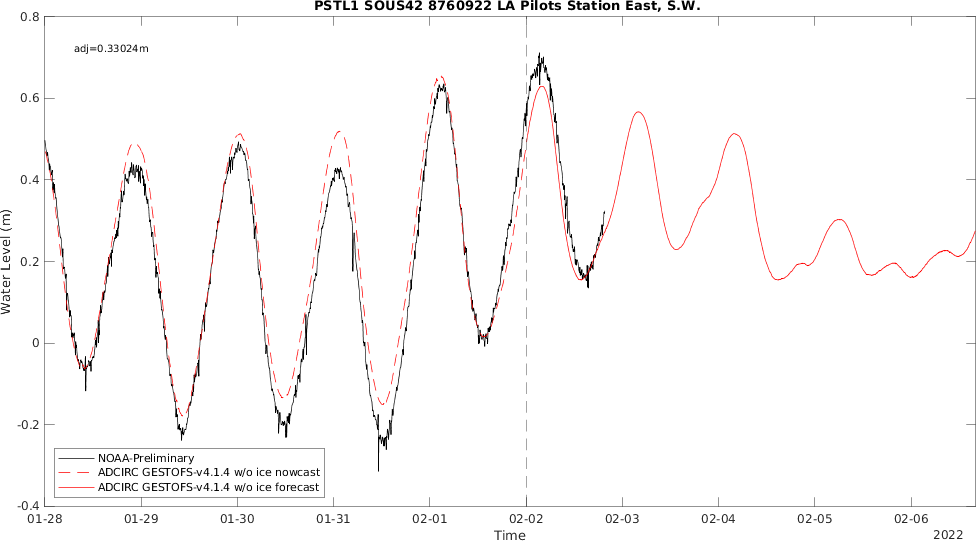 PSTL1 SOUS42 8760922 LA Pilots Station East, S.W.
adj=0.33024m
0.8
0.6
0.4
0.2
0
-0.2
-0.4
Water Level (m)
NOAA-Preliminary
ADCIRC GESTOFS-v4.1.4 w/o ice nowcast
ADCIRC GESTOFS-v4.1.4 w/o ice forecast
01-28 01-29 01-30 01-31 02-01 02-02 02-03 02-04 02-05 02-06
Time
2022